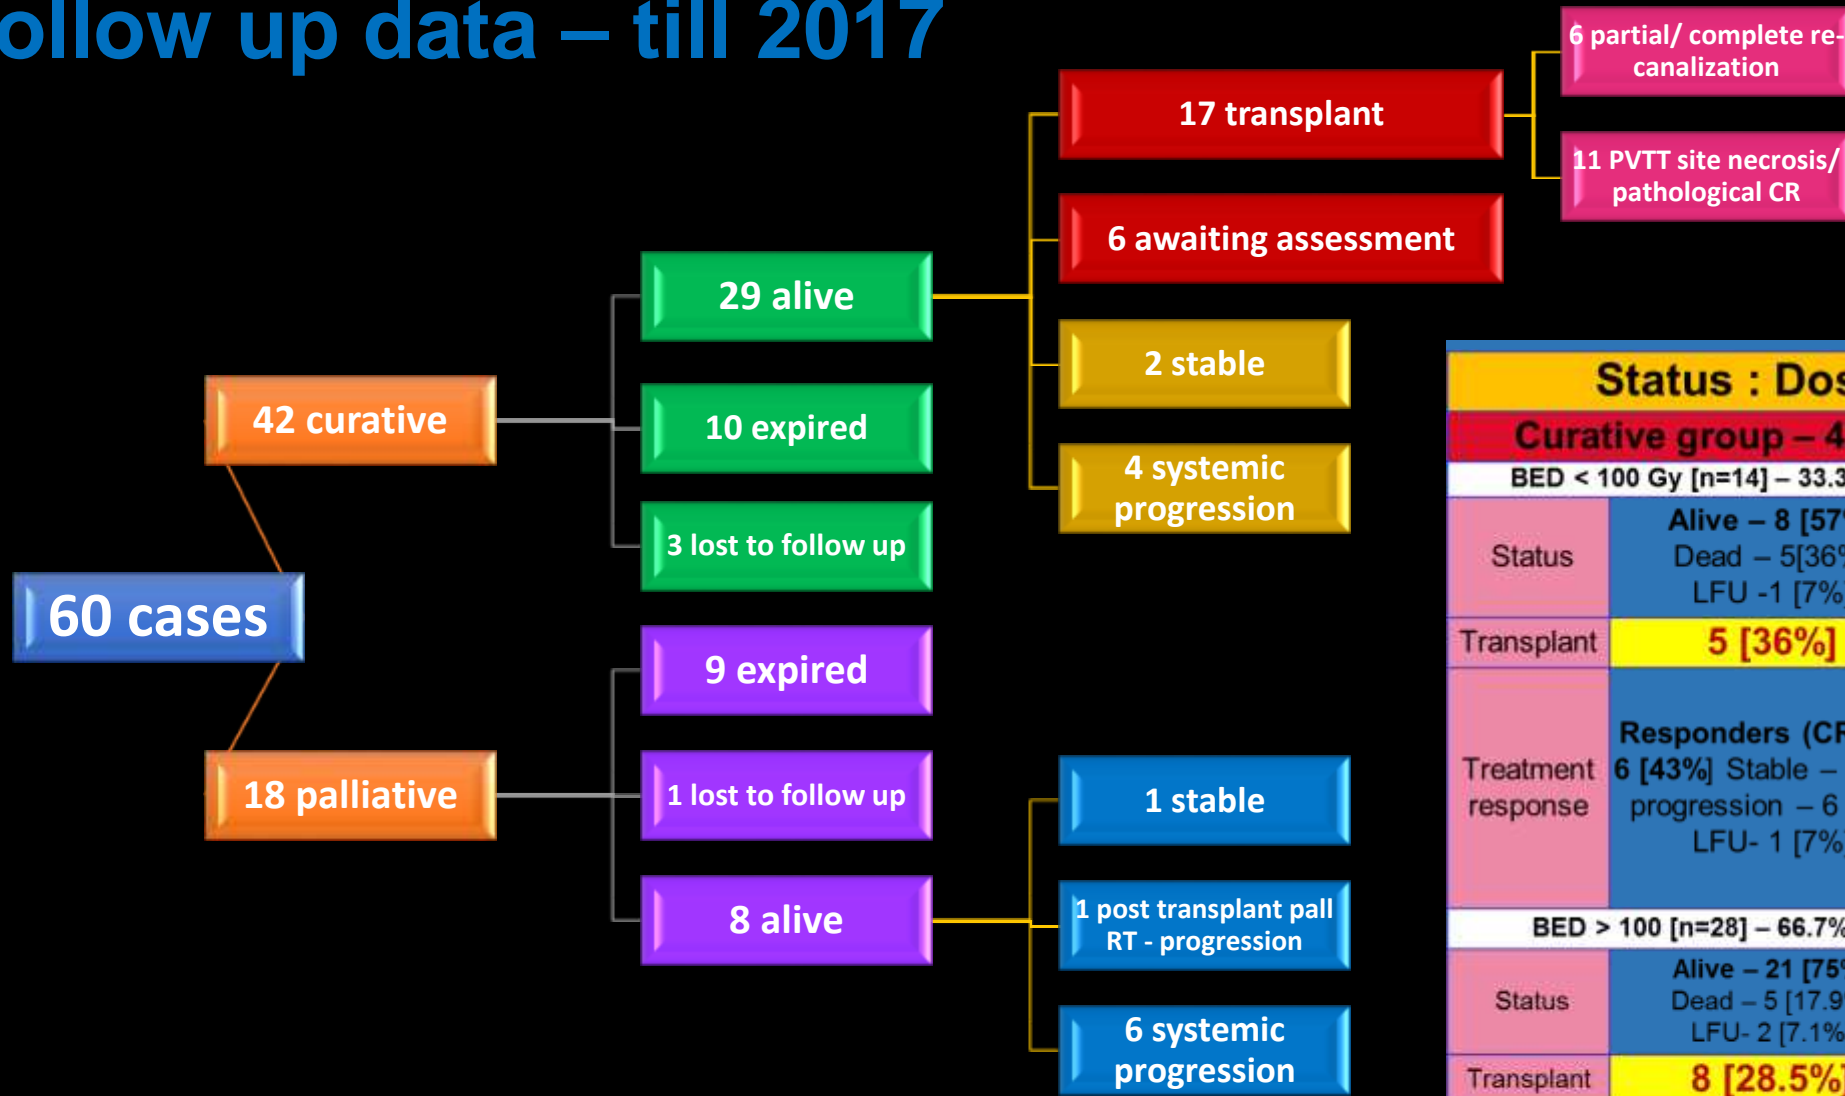 ollow up data – till 2017
6 partial/ complete re-
canalization
17 transplant
11 PVTT site necrosis/
pathological CR
6 awaiting assessment
29 alive
2 stable
42 curative
10 expired
4 systemic
progression
3 lost to follow up
60 cases
9 expired
18 palliative
1 lost to follow up
1 stable
8 alive
1 post transplant pall
RT - progression
6 systemic
progression
Status : Dos
Curative group – 4
BED < 100 Gy [n=14] – 33.3
Status
Alive – 8 [57
Dead – 5[36%
LFU -1 [7%
Transplant
5 [36%]
Treatment
response
Responders (CR
6 [43%] Stable –
progression – 6
LFU- 1 [7%]
BED > 100 [n=28] – 66.7%
Status
Alive – 21 [75
Dead – 5 [17.9
LFU- 2 [7.1%
Transplant
8 [28.5%]